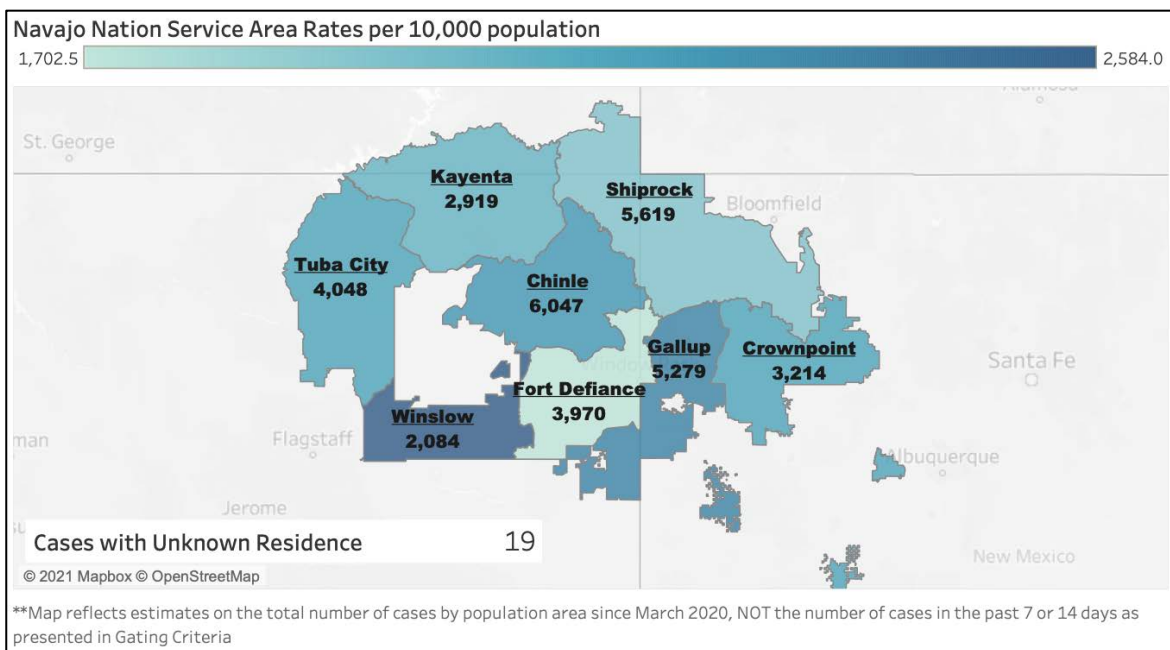 Navajo Nation Service Area Rates per 10,000 population
1,702.5
2,584.0
Alamosa
St. George
Kayenta
2,919
Shiprock
5,619
Bloomfield
Tuba City
4,048
Chinle
6,047
Gallup
5,279
Crownpoint
3,214
Santa Fe
Fort Defiance
3,970
Winslow
2,084
man
Flagstaff
Albuquerque
Jerome
su
Cases with Unknown Residence 19
New Mexico
© 2021 Mapbox © OpenStreetMap
**Map reflects estimates on the total number of cases by population area since March 2020, NOT the number of cases in the past 7 or 14 days as
presented in Gating Criteria